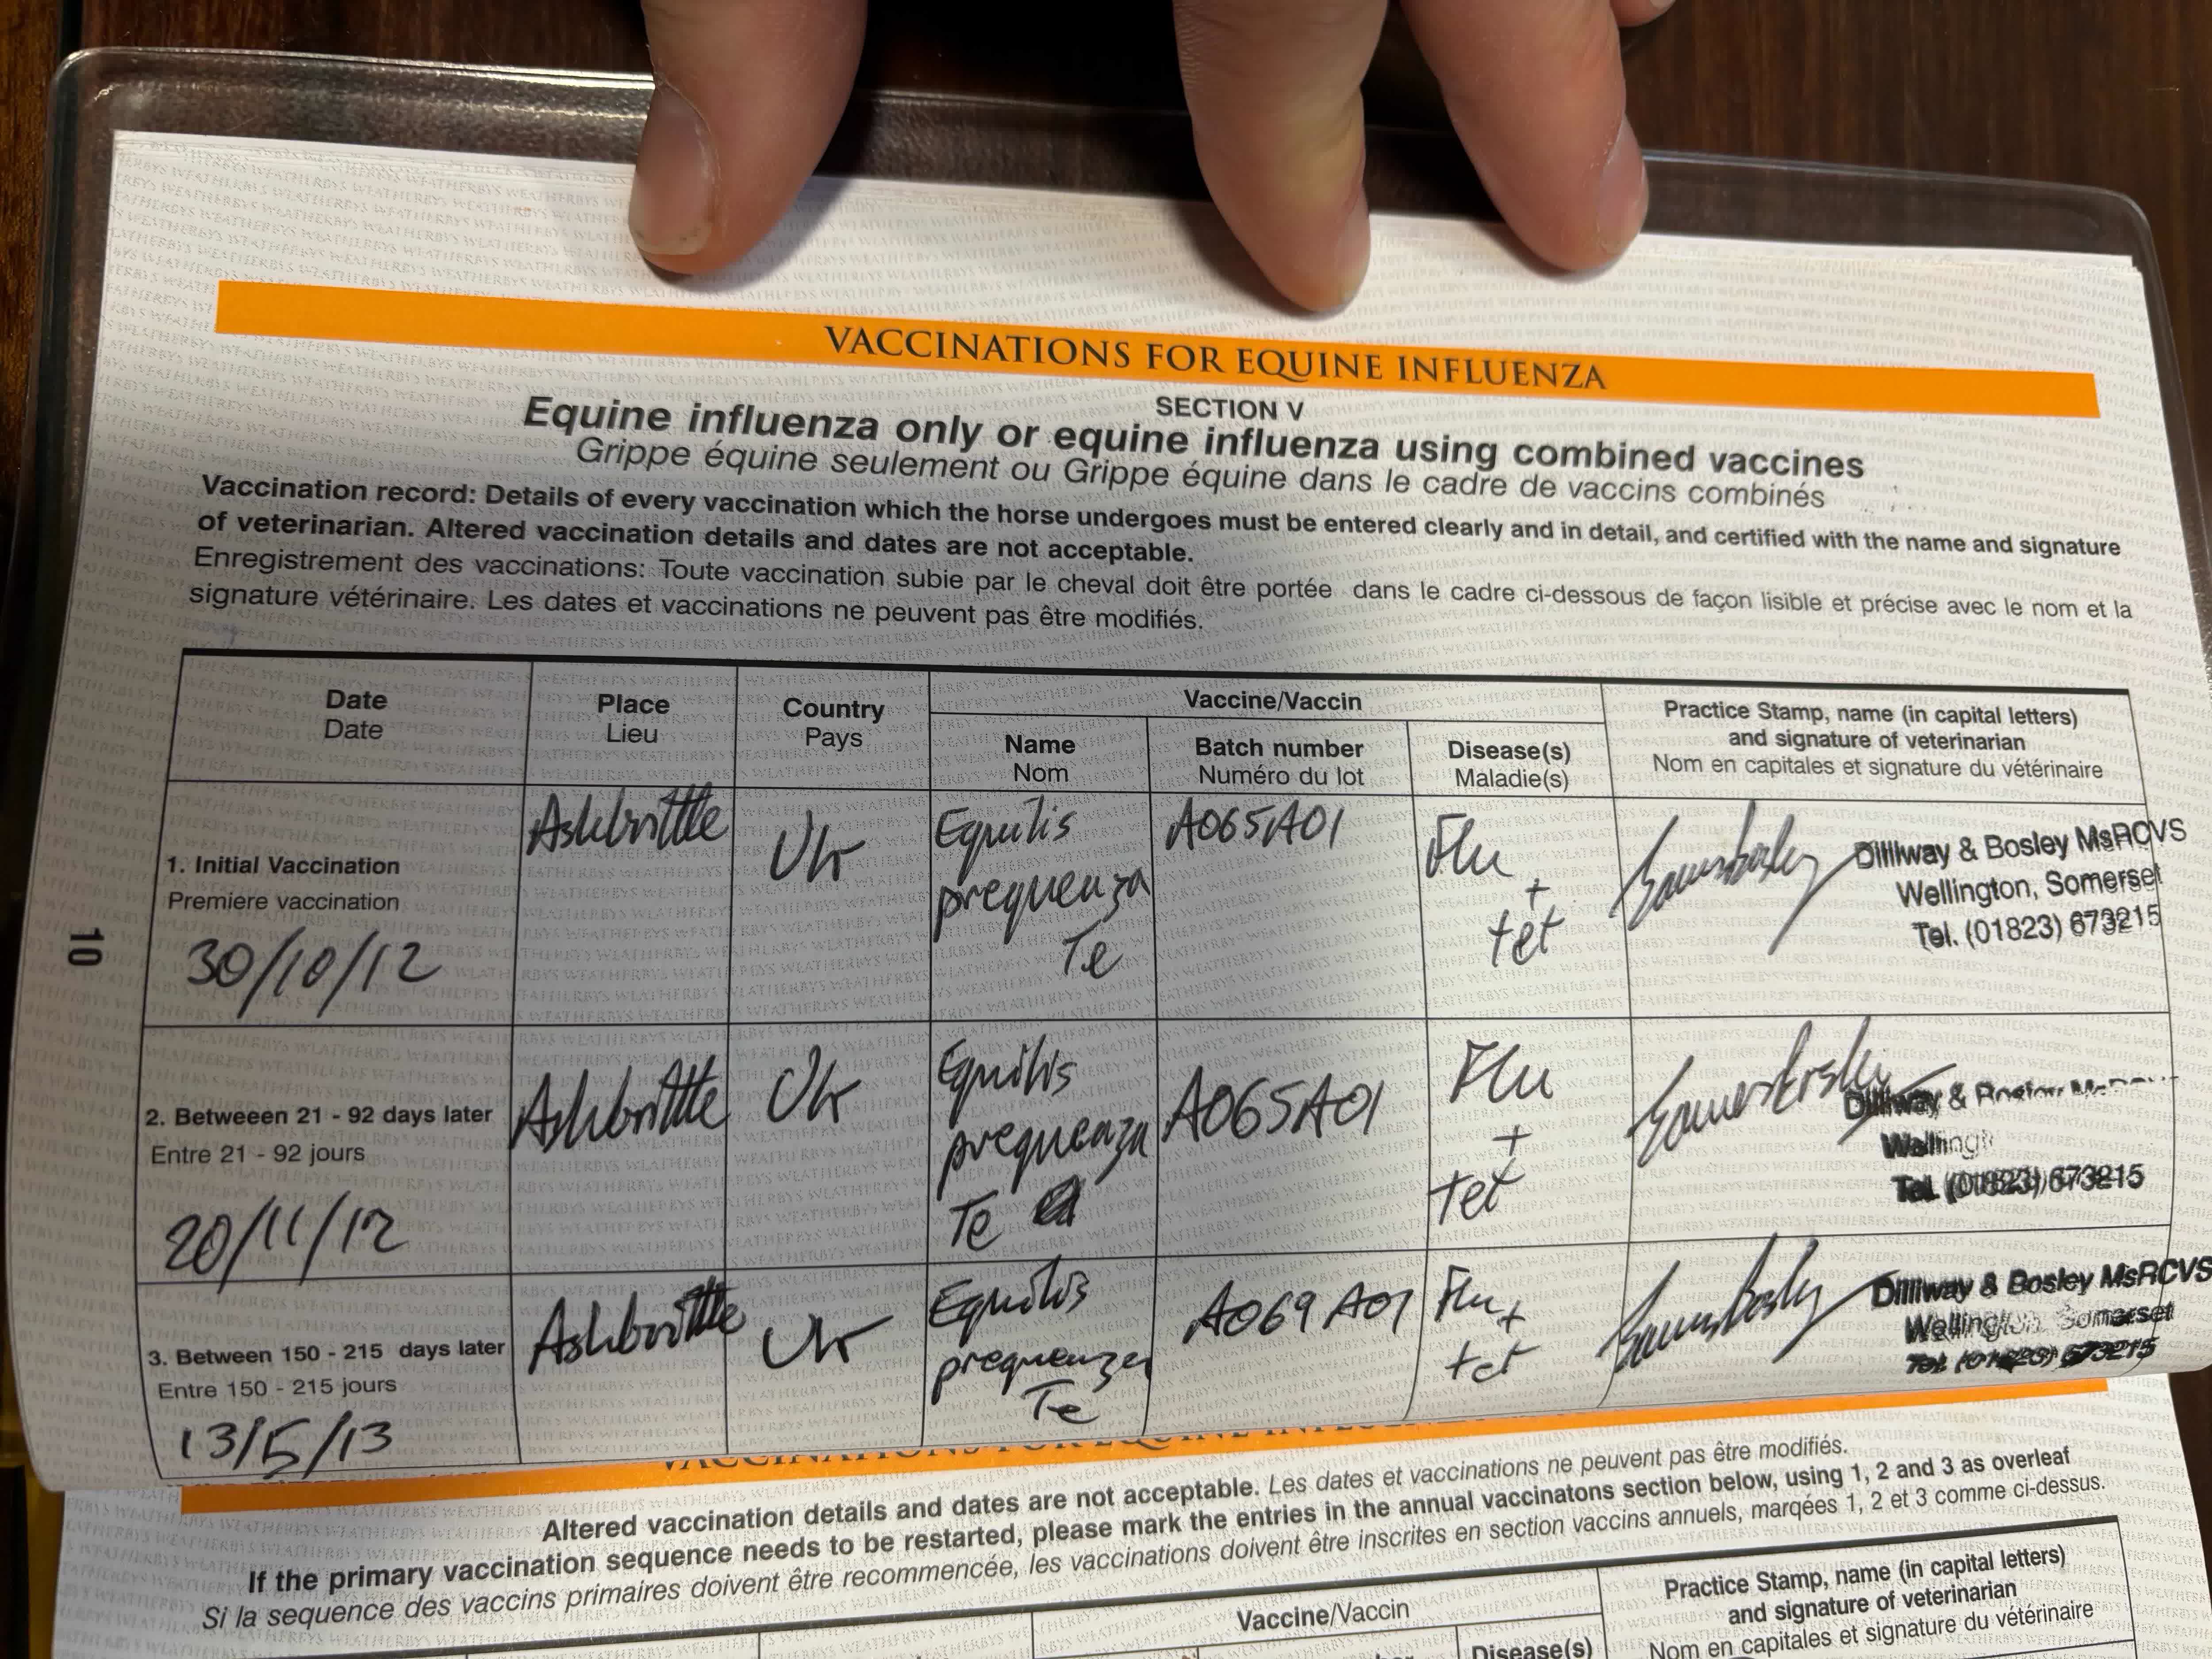 VACCINATIONS FOR EQUINE INFLUENZA
SECTION V
Equine influenza only or equine influenza using combined vaccines
Grippe équine seulement ou Grippe équine dans le cadre de vaccins combinés
Vaccination record: Details of every vaccination which the horse undergoes must be entered clearly and in detail, and certified with the name and signature
of veterinarian. Altered vaccination details and dates are not acceptable.
Enregistrement des vaccinations: Toute vaccination subie par le cheval doit être portée dans le cadre ci-dessous de façon lisible et précise avec le nom et la
signature vétérinaire. Les dates et vaccinations ne peuvent pas être modifiés.
Date
Date
Place
Lieu
Country
Pays
Vaccine/Vaccin
Name
Nom
Batch number
Numéro du lot
Disease(s)
Maladie(s)
Practice Stamp, name (in capital letters)
and signature of veterinarian
Nom en capitales et signature du vétérinaire
1. Initial Vaccination
Premiere vaccination
30/10/12
Ashbrittle
Uk
Equilis
prequenza
Te
A065A01
Flu
+
tet
Dilliway & Bosley MsRCVS
Wellington, Somerset
Tel. (01823) 673215
2. Betweeen 21 - 92 days later
Entre 21 - 92 jours
20/11/12
Ashbrittle
Uk
Equilis
prequenza
Te
A065A01
Flu
+
tet
Dilliway & Bosley
Tel. (01823) 673215
3. Between 150 - 215 days later
Entre 150 - 215 jours
13/5/13
Ashbrittle
Uk
Equilis
prequenza
Te
A069A01
Flu +
tet
Dilliway & Bosley MsRCVS
Wellington, Somerset
Tel. (01823) 673215
10
VACCINATIONS FOR EQUINE INFLUENZA
Altered vaccination details and dates are not acceptable. Les dates et vaccinations ne peuvent pas être modifiés.
If the primary vaccination sequence needs to be restarted, please mark the entries in the annual vaccinatons section below, using 1, 2 and 3 as overleaf
Si la sequence des vaccins primaires doivent être recommencée, les vaccinations doivent être inscrites en section vaccins annuels, marqées 1, 2 et 3 comme ci-dessus.
Vaccine/Vaccin
Disease(s)
Practice Stamp, name (in capital letters)
and signature of veterinarian
Nom en capitales et signature du vétérinaire